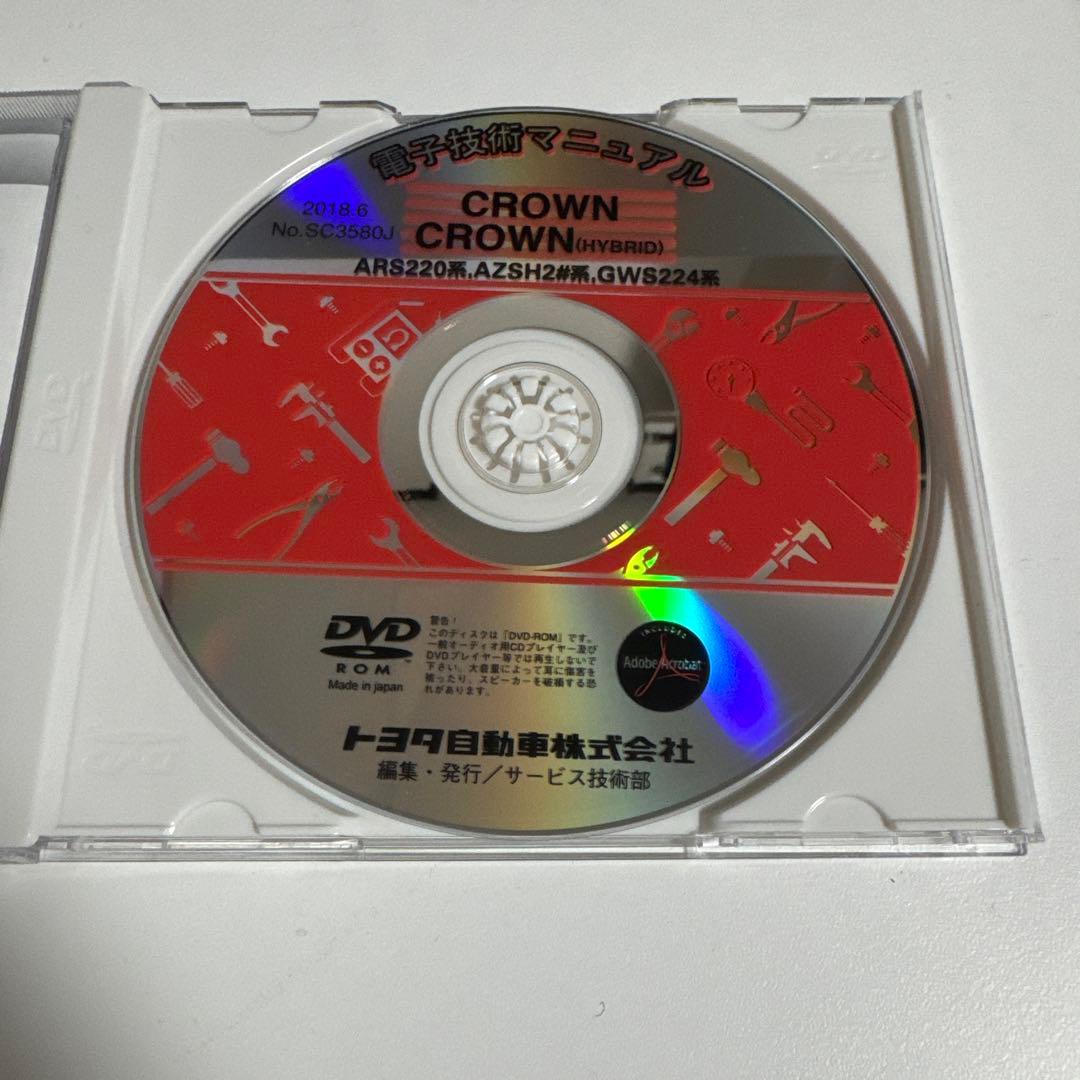 電子技術マニュアル
2018.6
No.SC3580J
CROWN
CROWN(HYBRID)
ARS220系,AZSH2#系,GWS224系
DVD
ROM
Made in japan
警告！
このディスクは「DVD-ROM」です。
一般オーディオ用CDプレイヤー及び
DVDプレイヤー等では再生しないで
下さい。大音量によって耳に傷害を
被ったり、スピーカーを破損する恐
れがあります。
INCLUDES
Adobe Acrobat
トヨタ自動車株式会社
編集・発行／サービス技術部
DVD